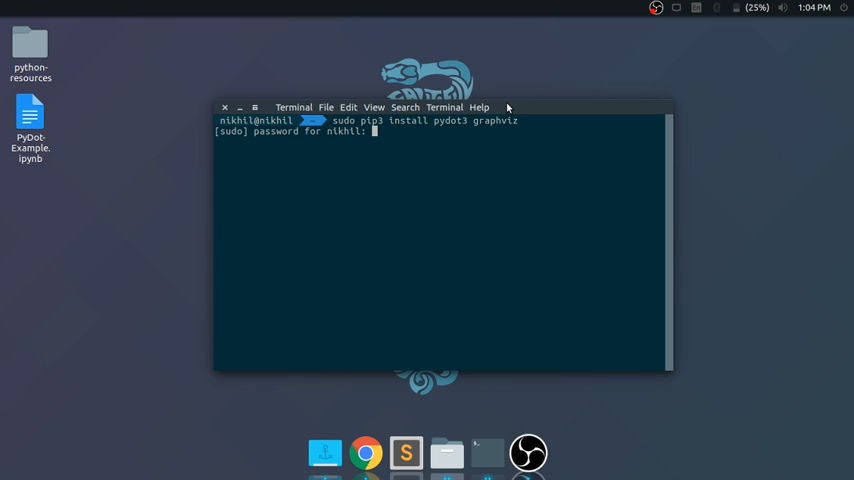 En
(25%)
1:04 PM
python-
resources
PyDot-
Example.
ipynb
Terminal File Edit View Search Terminal Help
nikhil@nikhil ~ sudo pip3 install pydot3 graphviz
[sudo] password for nikhil:
S